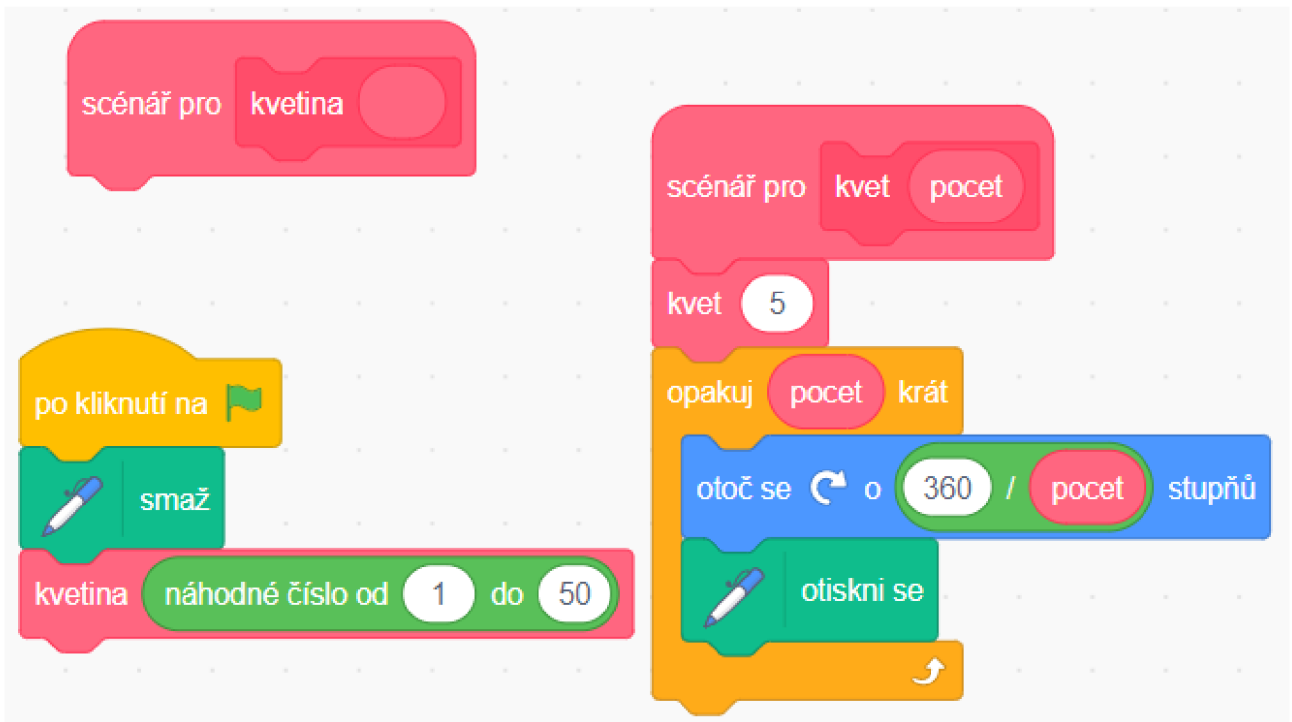 scénář pro kvetina
po kliknutí na
smaž
kvetina náhodné číslo od 1 do 50
scénář pro kvet pocet
kvet 5
opakuj pocet krát
otoč se o 360 / pocet stupňů
otiskni se